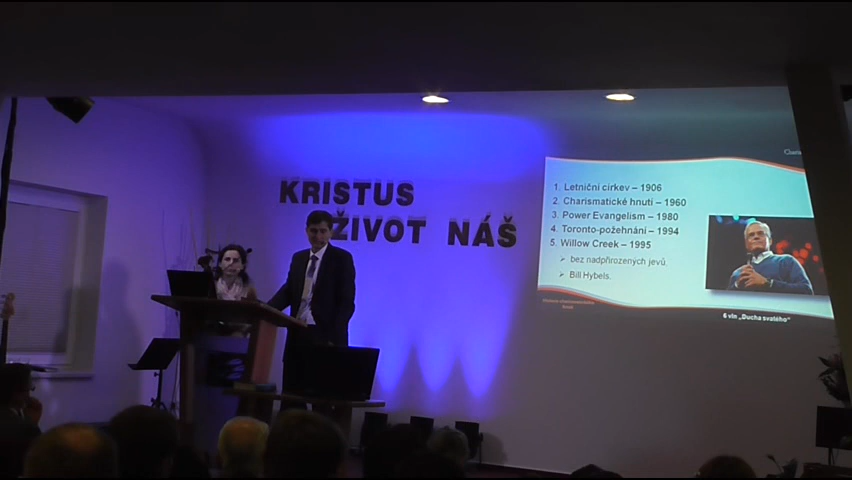 KRISTUS
ŽIVOT NÁŠ
1. Letniční církev – 1906
2. Charismatické hnutí – 1960
3. Power Evangelism – 1980
4. Toronto-požehnání – 1994
5. Willow Creek – 1995
➢ bez nadpřirozených jevů,
➢ Bill Hybels.
6 vln „Ducha svatého“